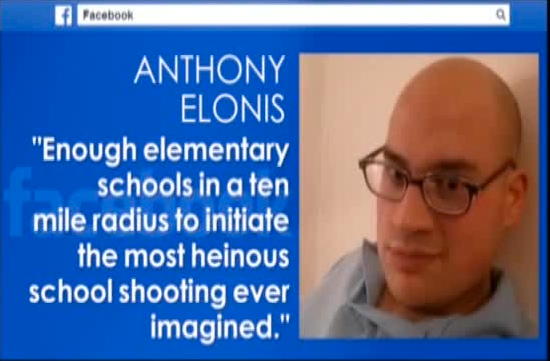 f Facebook
ANTHONY
ELONIS
"Enough elementary
schools in a ten
mile radius to initiate
the most heinous
school shooting ever
imagined."
facebook